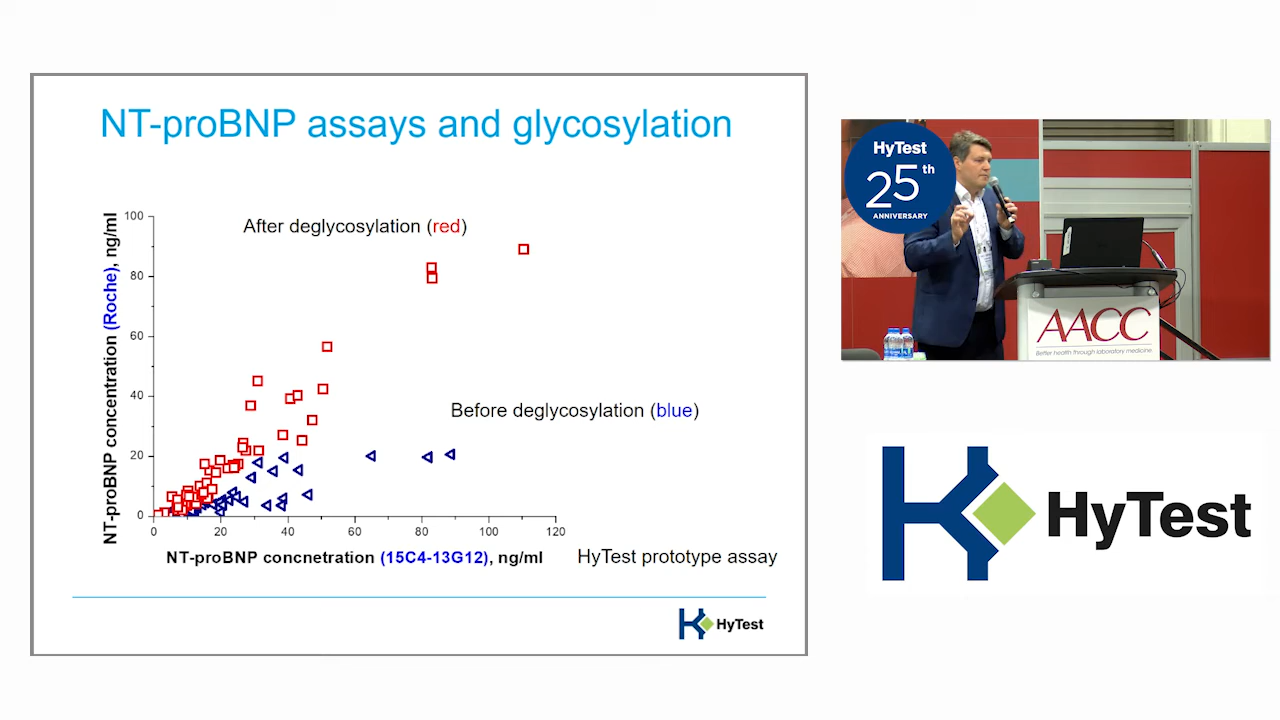 NT-proBNP assays and glycosylation
After deglycosylation (red)
Before deglycosylation (blue)
NT-proBNP concentration (Roche), ng/ml
100
80
60
40
20
0
0 20 40 60 80 100 120
NT-proBNP concnetration (15C4-13G12), ng/ml
HyTest prototype assay
HyTest
HyTest
25th
ANNIVERSARY
AACC
Better health through laboratory medicine
HyTest